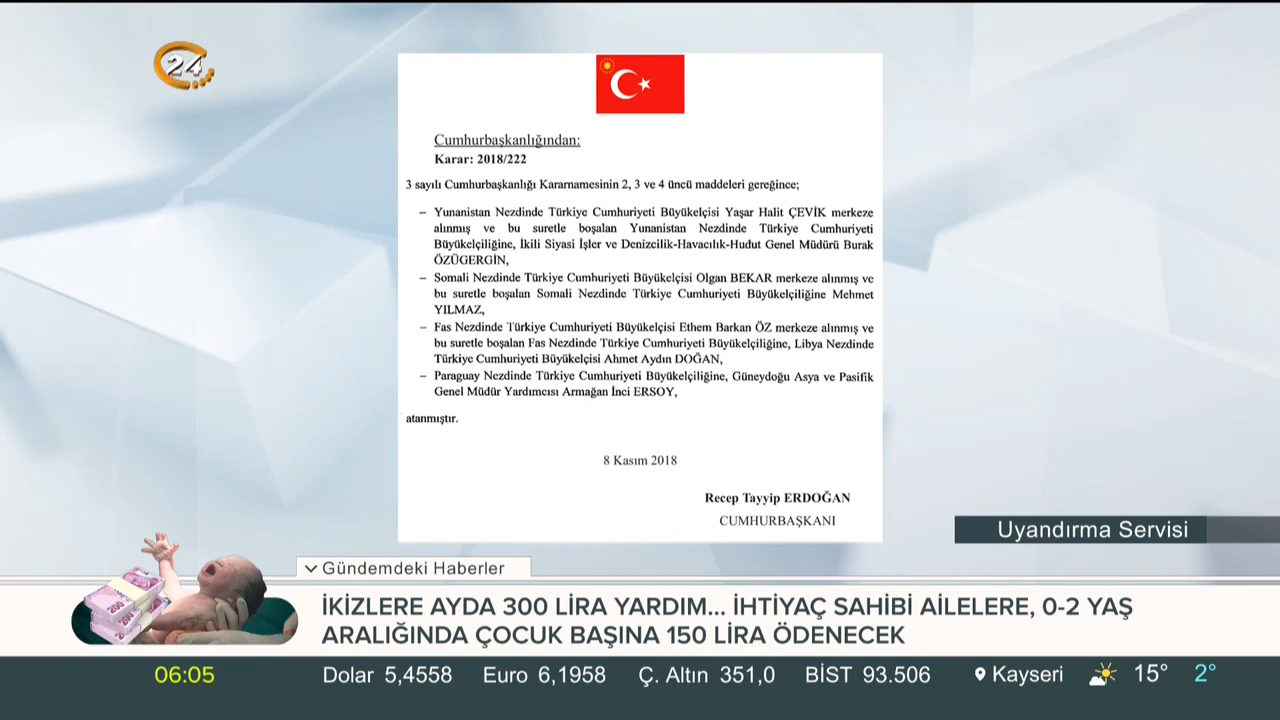 24
Cumhurbaşkanlığından:
Karar: 2018/222
3 sayılı Cumhurbaşkanlığı Kararnamesinin 2, 3 ve 4 üncü maddeleri gereğince;
– Yunanistan Nezdinde Türkiye Cumhuriyeti Büyükelçisi Yaşar Halit ÇEVİK merkeze
alınmış ve bu suretle boşalan Yunanistan Nezdinde Türkiye Cumhuriyeti
Büyükelçiliğine, İkili Siyasi İşler ve Denizcilik-Havacılık-Hudut Genel Müdürü Burak
ÖZÜGERGİN,
– Somali Nezdinde Türkiye Cumhuriyeti Büyükelçisi Olgan BEKAR merkeze alınmış ve
bu suretle boşalan Somali Nezdinde Türkiye Cumhuriyeti Büyükelçiliğine Mehmet
YILMAZ,
– Fas Nezdinde Türkiye Cumhuriyeti Büyükelçisi Ethem Barkan ÖZ merkeze alınmış ve
bu suretle boşalan Fas Nezdinde Türkiye Cumhuriyeti Büyükelçiliğine, Libya Nezdinde
Türkiye Cumhuriyeti Büyükelçisi Ahmet Aydın DOĞAN,
– Paraguay Nezdinde Türkiye Cumhuriyeti Büyükelçiliğine, Güneydoğu Asya ve Pasifik
Genel Müdür Yardımcısı Armağan İnci ERSOY,
atanmıştır.
8 Kasım 2018
Recep Tayyip ERDOĞAN
CUMHURBAŞKANI
Uyandırma Servisi
Gündemdeki Haberler
İKİZLERE AYDA 300 LİRA YARDIM... İHTİYAÇ SAHİBİ AİLELERE, 0-2 YAŞ
ARALIĞINDA ÇOCUK BAŞINA 150 LİRA ÖDENECEK
200
06:05 Dolar 5,4558 Euro 6,1958 Ç. Altın 351,0 BİST 93.506 Kayseri 15° 2°